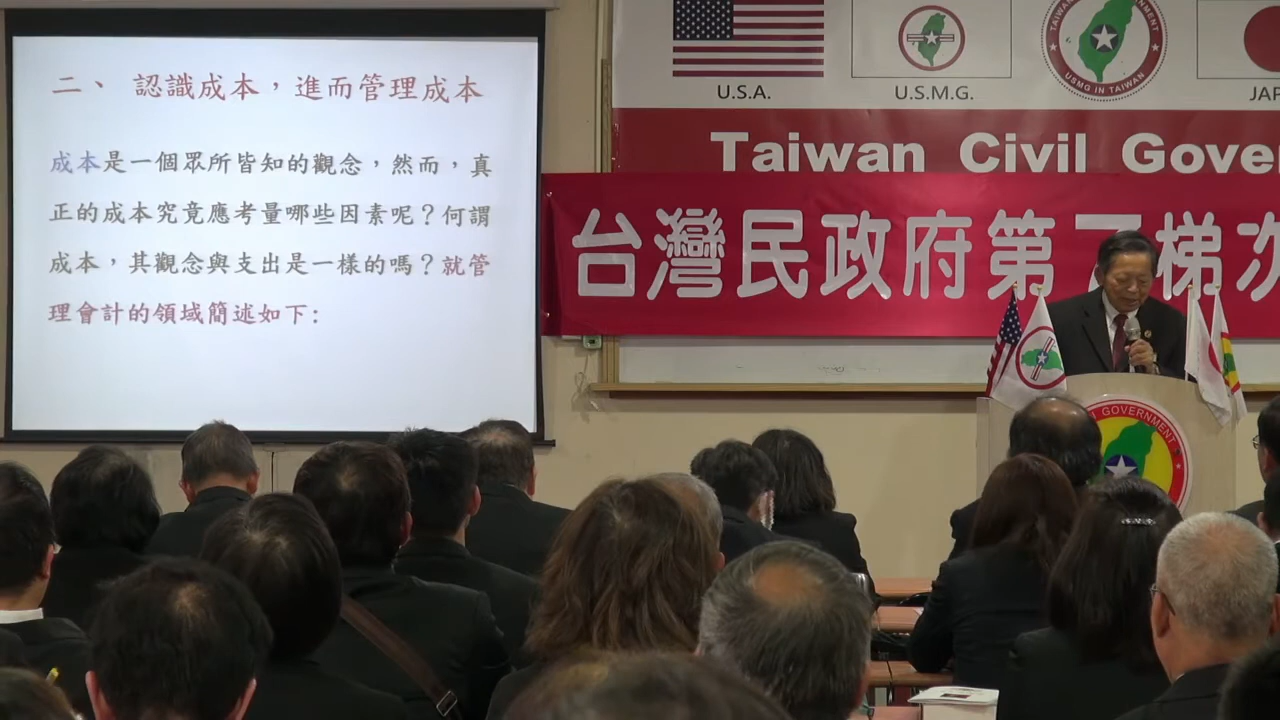 二、 認識成本，進而管理成本
成本是一個眾所皆知的觀念，然而，真
正的成本究竟應考量哪些因素呢？何謂
成本，其觀念與支出是一樣的嗎？就管
理會計的領域簡述如下：
U.S.A.
U.S.M.G.
USMG IN TAIWAN
Taiwan Civil
台灣民政府第
梯次
GOVERNMENT